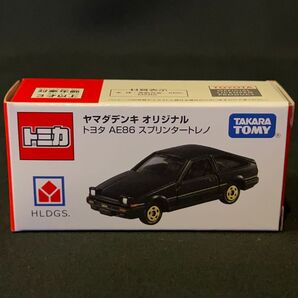 ヤマダデンキ オリジナル
トヨタ AE86 スプリンタートレノ
トミカ
TAKARA
TOMY
HLDGS.